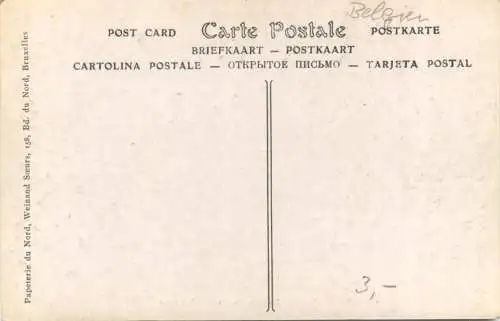 Belgien
POST CARD Carte Postale POSTKARTE
BRIEFKAART — POSTKAART
CARTOLINA POSTALE — ОТКРЫТОЕ ПИСЬМО — TARJETA POSTAL
Papeterie du Nord, Weinand Sœurs, 158, Bd. du Nord, Bruxelles
3,-